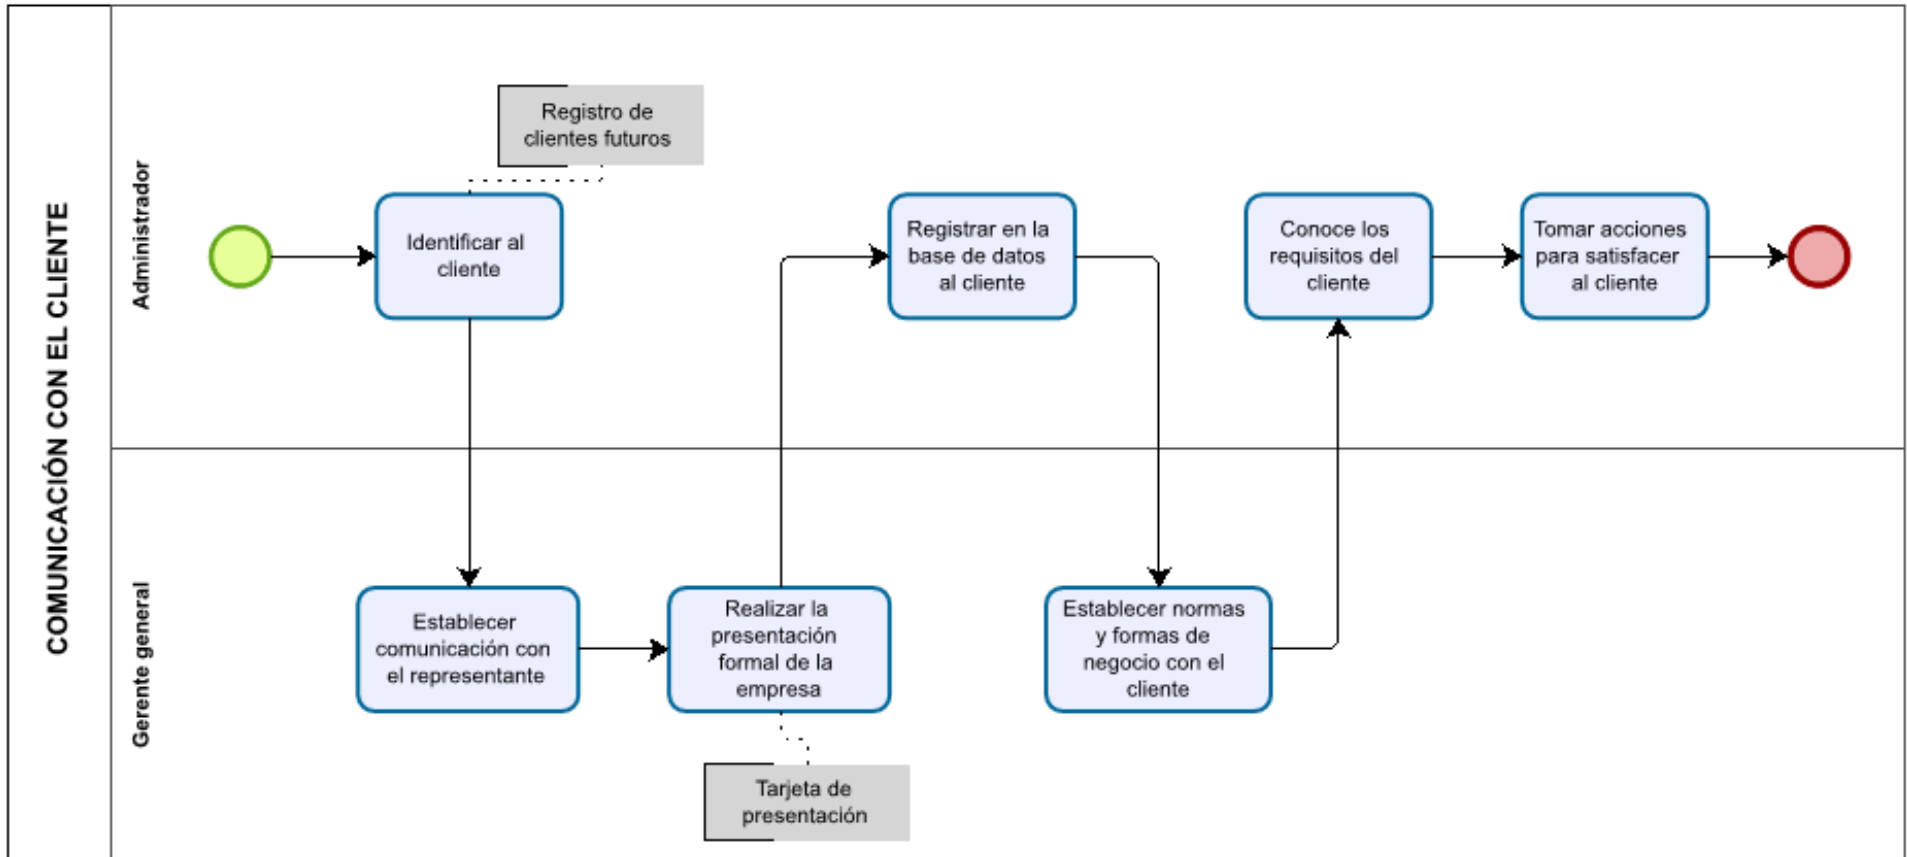 COMUNICACIÓN CON EL CLIENTE
Administrador
Registro de
clientes futuros
Identificar al
cliente
Registrar en la
base de datos
al cliente
Conoce los
requisitos del
cliente
Tomar acciones
para satisfacer
al cliente
Gerente general
Establecer
comunicación con
el representante
Realizar la
presentación
formal de la
empresa
Establecer normas
y formas de
negocio con el
cliente
Tarjeta de
presentación